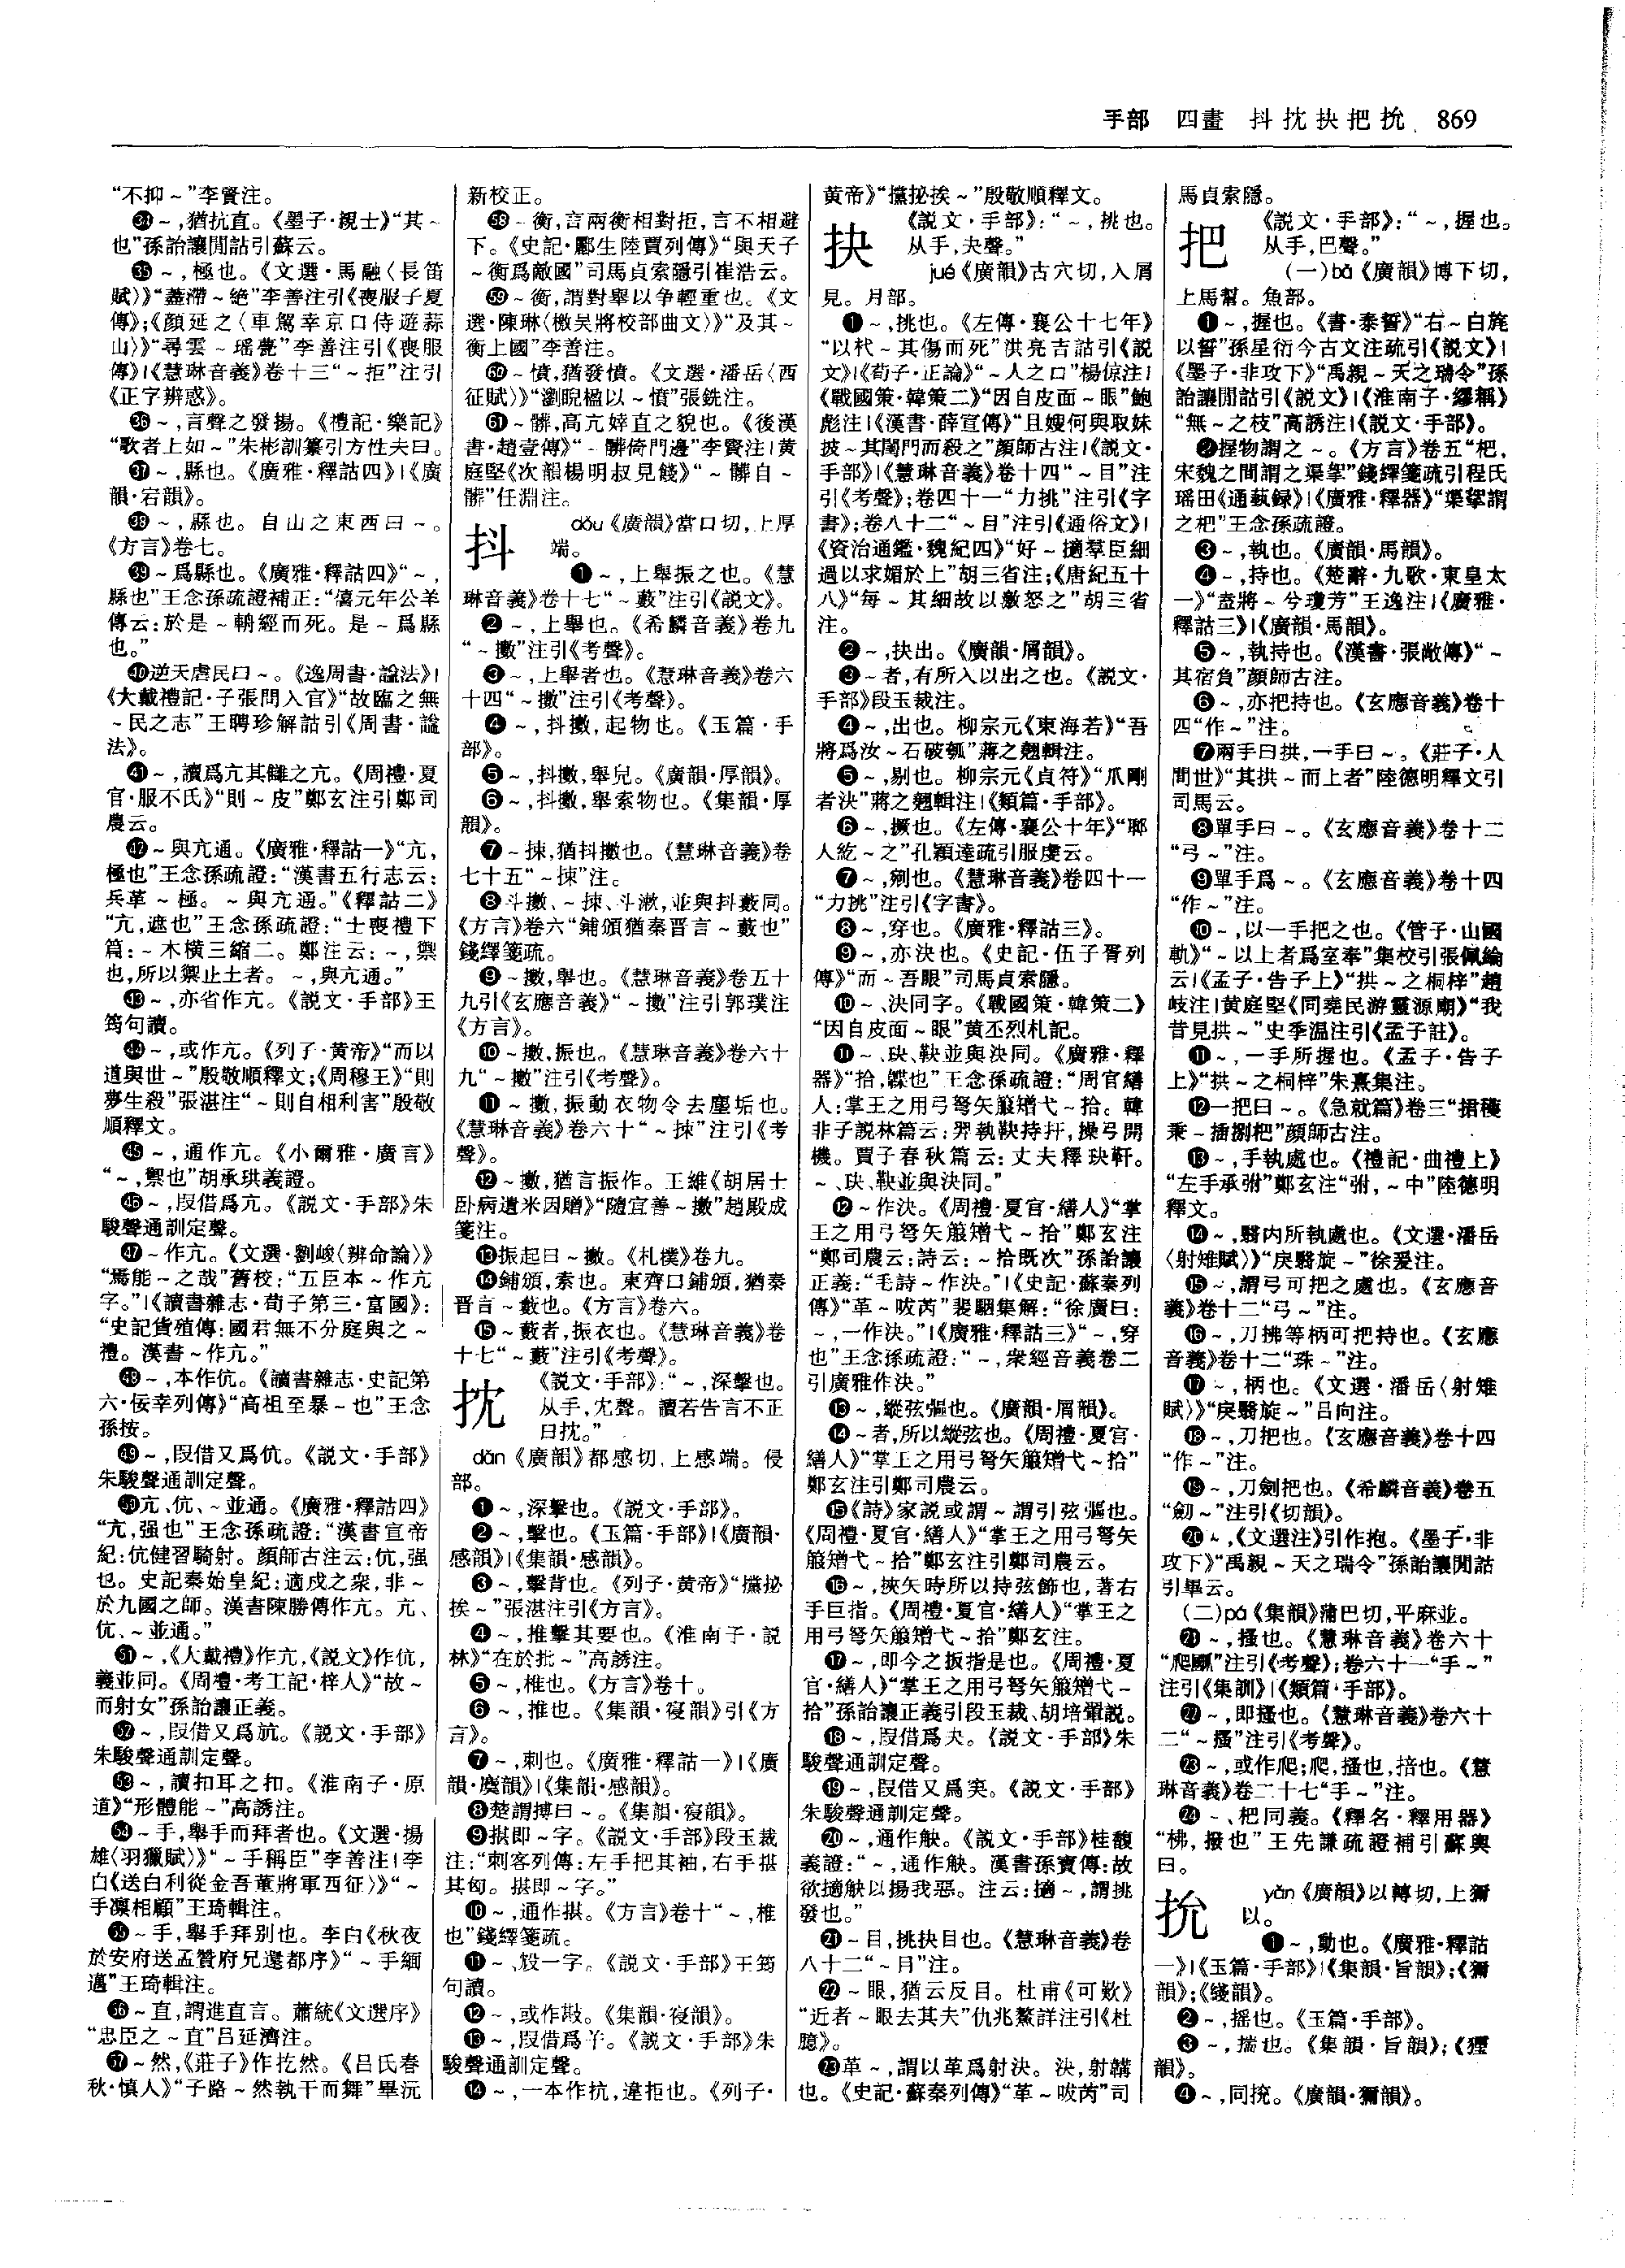 手部　四畫　抖 抌 抉 把 抭　869
“不抑～”李賢注。
㉞～,猶抗直。《墨子·親士》“其～
也”孫詒讓閒詁引蘇云。
㉟～,極也。《文選·馬融〈長笛
賦〉》“蓋滯～绝”李善注引《喪服子夏
傳》;《顔延之〈車駕幸京口侍遊蒜
山〉》“尋雲～瑶甍”李善注引《喪服
傳》|《慧琳音義》卷十三“～拒”注引
《正字辨惑》。
㊱～,言聲之發揚。《禮記·樂記》
“歌者上如～”朱彬訓纂引方性夫曰。
㊲～,縣也。《廣雅·釋詁四》|《廣
韻·宕韻》。
㊳～,縣也。自山之東西曰～。
《方言》卷七。
㊴～爲縣也。《廣雅·釋詁四》“～,
縣也”王念孫疏證補正:“僖元年公羊
傳云:於是～輈經而死。是～爲縣
也。”
㊵逆天虐民曰～。《逸周書·謚法》|
《大戴禮記·子張問入官》“故臨之無
～民之志”王聘珍解詁引《周書·謚
法》。
㊶～,讀爲亢其讎之亢。《周禮·夏
官·服不氏》“則～皮”鄭玄注引鄭司
農云。
㊷～與亢通。《廣雅·釋詁一》“亢,
極也”王念孫疏證:“漢書五行志云:
兵革～極。～與亢通。”《釋詁二》
“亢,遮也”王念孫疏證:“士喪禮下
篇:～木橫三縮二。鄭注云:～,禦
也,所以禦止土者。～,與亢通。”
㊸～,亦省作亢。《説文·手部》王
筠句讀。
㊹～,或作亢。《列子·黄帝》“而以
道與世～”殷敬順釋文;《周穆王》“則
夢生殺”張湛注“～則自相利害”殷敬
順釋文。
㊺～,通作亢。《小爾雅·廣言》
“～,禦也”胡承珙義證。
㊻～,叚借爲亢。《説文·手部》朱
駿聲通訓定聲。
㊼～作亢。《文選·劉峻〈辨命論〉》
“焉能～之哉”舊校:“五臣本～作亢
字。”|《讀書雜志·荀子第三·富國》:
“史記貨殖傳:國君無不分庭與之～
禮。漢書～作亢。”
㊽～,本作伉。《讀書雜志·史記第
六·佞幸列傳》“高祖至暴～也”王念
孫按。
㊾～,叚借又爲伉。《説文·手部》
朱駿聲通訓定聲。
㊿亢、伉、～並通。《廣雅·釋詁四》
“亢,强也”王念孫疏證:“漢書宣帝
紀:伉健習騎射。顔師古注云:伉,强
也。史記秦始皇紀:適戍之衆,非～
於九國之師。漢書陳勝傳作亢。亢、
伉、～並通。”
51～,《大戴禮》作亢,《説文》作伉,
義並同。《周禮·考工記·梓人》“故～
而射女”孫詒讓正義。
52～,叚借又爲斻。《説文·手部》
朱駿聲通訓定聲。
53～,讀扣耳之扣。《淮南子·原
道》“形體能～”高誘注。
54～手,舉手而拜者也。《文選·揚
雄〈羽獵賦〉》“～手稱臣”李善注|李
白《送白利從金吾董將軍西征〉》“～
手凛相顧”王琦輯注。
55～手,舉手拜别也。李白《秋夜
於安府送孟贊府兄還都序》“～手緬
邁”王琦輯注。
56～直,謂進直言。蕭統《文選序》
“忠臣之～直”吕延濟注。
57～然,《莊子》作扢然。《吕氏春
秋·慎人》“子路～然執干而舞”畢沅
新校正。
58～衡,言兩衡相對拒,言不相避
下。《史記·酈生陸賈列傳》“與天子
～衡爲敵國”司馬貞索隱引崔浩云。
59～衡,謂對舉以争輕重也。《文
選·陳琳〈檄吴將校部曲文〉》“及其～
衡上國”李善注。
60～憤,猶發憤。《文選·潘岳〈西
征賦〉》“劉睨楹以～憤”張銑注。
61～髒,高亢婞直之貌也。《後漢
書·趙壹傳》“～髒倚門邊”李賢注|黄
庭堅《次韻楊明叔見餞》“～髒自～
髒”任淵注。
抖　dǒu《廣韻》當口切,上厚
端。
❶～,上舉振之也。《慧
琳音義》卷十七“～藪”注引《説文》。
❷～,上舉也。《希麟音義》卷九
“～擻”注引《考聲》。
❸～,上舉者也。《慧琳音義》卷六
十四“～擻”注引《考聲》。
❹～,抖擻,起物也。《玉篇·手
部》。
❺～,抖擻,舉皃。《廣韻·厚韻》。
❻～,抖擻,舉索物也。《集韻·厚
韻》。
❼～揀,猶抖擻也。《慧琳音義》卷
七十五“～揀”注。
❽斗擻、～揀、斗漱,並與抖藪同。
《方言》卷六“鋪頒猶秦晋言～藪也”
錢繹箋疏。
❾～擻,舉也。《慧琳音義》卷五十
九引《玄應音義》“～擻”注引郭璞注
《方言》。
❿～擻,振也。《慧琳音義》卷六十
九“～擻”注引《考聲》。
⓫～擻,振動衣物令去塵垢也。
《慧琳音義》卷六十“～揀”注引《考
聲》。
⓬～擻,猶言振作。王維《胡居士
卧病遺米因贈》“隨宜善～擻”趙殿成
箋注。
⓭振起曰～擻。《札樸》卷九。
⓮鋪頒,索也。東齊曰鋪頒,猶秦
晋言～藪也。《方言》卷六。
⓯～藪者,振衣也。《慧琳音義》卷
十七“～藪”注引《考聲》。
抌　《説文·手部》:“～,深擊也。
从手,冘聲。讀若告言不正
曰抌。”
dǎn《廣韻》都感切,上感端。侵
部。
❶～,深擊也。《説文·手部》。
❷～,擊也。《玉篇·手部》|《廣韻·
感韻》|《集韻·感韻》。
❸～,擊背也。《列子·黄帝》“攩㧙
挨～”張湛注引《方言》。
❹～,推擊其要也。《淮南子·説
林》“在於批～”高誘注。
❺～,椎也。《方言》卷十。
❻～,推也。《集韻·寑韻》引《方
言》。
❼～,刺也。《廣雅·釋詁一》|《廣
韻·虞韻》|《集韻·感韻》。
❽楚謂搏曰～。《集韻·寑韻》。
❾揕即～字。《説文·手部》段玉裁
注:“刺客列傳:左手把其袖,右手揕
其匈。揕即～字。”
❿～,通作揕。《方言》卷十“～,椎
也”錢繹箋疏。
⓫～、㱽一字。《説文·手部》王筠
句讀。
⓬～,或作㪴。《集韻·寑韻》。
⓭～,叚借爲𢆉。《説文·手部》朱
駿聲通訓定聲。
⓮～,一本作抗,違拒也。《列子·
黄帝》“攩㧙挨～”殷敬順釋文。
抉　《説文·手部》:“～,挑也。
从手,夬聲。”
jué《廣韻》古穴切,入屑
見。月部。
❶～,挑也。《左傳·襄公十七年》
“以杙～其傷而死”洪亮吉詁引《説
文》|《荀子·正論》“～人之口”楊倞注|
《戰國策·韓策二》“因自皮面～眼”鮑
彪注|《漢書·薛宣傳》“且嫂何與取妹
披～其閨門而殺之”顔師古注|《説文·
手部》|《慧琳音義》卷十四“～目”注
引《考聲》;卷四十一“力挑”注引《字
書》;卷八十二“～目”注引《通俗文》|
《資治通鑑·魏紀四》“好～擿羣臣細
過以求媚於上”胡三省注;《唐紀五十
八》“每～其細故以激怒之”胡三省
注。
❷～,抉出。《廣韻·屑韻》。
❸～者,有所入以出之也。《説文·
手部》段玉裁注。
❹～,出也。柳宗元《東海若》“吾
將爲汝～石破瓠”蔣之翹輯注。
❺～,剔也。柳宗元《貞符》“爪剛
者決”蔣之翹輯注|《類篇·手部》。
❻～,撅也。《左傳·襄公十年》“郰
人紇～之”孔穎達疏引服虔云。
❼～,剜也。《慧琳音義》卷四十一
“力挑”注引《字書》。
❽～,穿也。《廣雅·釋詁三》。
❾～,亦決也。《史記·伍子胥列
傳》“而～吾眼”司馬貞索隱。
❿～、決同字。《戰國策·韓策二》
“因自皮面～眼”黄丕烈札記。
⓫～、玦、鞅並與決同。《廣雅·釋
器》“拾,韘也”王念孫疏證:“周官繕
人:掌王之用弓弩矢箙矰弋～拾。韓
非子説林篇云:羿執鞅持扞,操弓開
機。賈子春秋篇云:丈夫釋玦軒。
～、玦、鞅並與決同。”
⓬～作決。《周禮·夏官·繕人》“掌
王之用弓弩矢箙矰弋～拾”鄭玄注
“鄭司農云:詩云:～拾既次”孫詒讓
正義:“毛詩～作決。”|《史記·蘇秦列
傳》“革～㕹芮”裴駰集解:“徐廣曰:
～,一作決。”|《廣雅·釋詁三》“～,穿
也”王念孫疏證:“～,衆經音義卷二
引廣雅作決。”
⓭～,縱弦彄也。《廣韻·屑韻》。
⓮～者,所以縱弦也。《周禮·夏官·
繕人》“掌王之用弓弩矢箙矰弋～拾”
鄭玄注引鄭司農云。
⓯《詩》家説或謂～謂引弦彄也。
《周禮·夏官·繕人》“掌王之用弓弩矢
箙矰弋～拾”鄭玄注引鄭司農云。
⓰～,挾矢時所以持弦飾也,著右
手巨指。《周禮·夏官·繕人》“掌王之
用弓弩矢箙矰弋～拾”鄭玄注。
⓱～,即今之扳指是也。《周禮·夏
官·繕人》“掌王之用弓弩矢箙矰弋～
拾”孫詒讓正義引段玉裁、胡培翬説。
⓲～,叚借爲夬。《説文·手部》朱
駿聲通訓定聲。
⓳～,叚借又爲突。《説文·手部》
朱駿聲通訓定聲。
⓴～,通作觖。《説文·手部》桂馥
義證:“～,通作觖。漢書孫寶傳:故
欲擿觖以揚我惡。注云:擿～,謂挑
發也。”
㉑～目,挑抉目也。《慧琳音義》卷
八十二“～目”注。
㉒～眼,猶云反目。杜甫《可歎》
“近者～眼去其夫”仇兆鰲詳注引《杜
臆》。
㉓革～,謂以革爲射決。決,射韝
也。《史記·蘇秦列傳》“革～㕹芮”司
馬貞索隱。
把　《説文·手部》:“～,握也。
从手,巴聲。”
(一)bǎ《廣韻》博下切,
上馬幫。魚部。
❶～,握也。《書·泰誓》“右～白旄
以誓”孫星衍今古文注疏引《説文》|
《墨子·非攻下》“禹親～天之瑞令”孫
詒讓閒詁引《説文》|《淮南子·繆稱》
“無～之枝”高誘注|《説文·手部》。
❷握物謂之～。《方言》卷五“杷,
宋魏之間謂之渠挐”錢繹箋疏引程氏
瑶田《通藝録》|《廣雅·釋器》“渠挐謂
之杷”王念孫疏證。
❸～,執也。《廣韻·馬韻》。
❹～,持也。《楚辭·九歌·東皇太
一》“盍將～兮瓊芳”王逸注|《廣雅·
釋詁三》|《廣韻·馬韻》。
❺～,執持也。《漢書·張敞傳》“～
其宿負”顔師古注。
❻～,亦把持也。《玄應音義》卷十
四“作～”注。
❼兩手曰拱,一手曰～。《莊子·人
間世》“其拱～而上者”陸德明釋文引
司馬云。
❽單手曰～。《玄應音義》卷十二
“弓～”注。
❾單手爲～。《玄應音義》卷十四
“作～”注。
❿～,以一手把之也。《管子·山國
軌》“～以上者爲室奉”集校引張佩綸
云|《孟子·告子上》“拱～之桐梓”趙
岐注|黄庭堅《同堯民游靈源廟》“我
昔見拱～”史季温注引《孟子註》。
⓫～,一手所握也。《孟子·告子
上》“拱～之桐梓”朱熹集注。
⓬一把曰～。《急就篇》卷三“捃穫
秉～插捌杷”顔師古注。
⓭～,手執處也。《禮記·曲禮上》
“左手承弣”鄭玄注“弣,～中”陸德明
釋文。
⓮～,翳内所執處也。《文選·潘岳
〈射雉賦〉》“戾翳旋～”徐爰注。
⓯～,謂弓可把之處也。《玄應音
義》卷十二“弓～”注。
⓰～,刀拂等柄可把持也。《玄應
音義》卷十二“珠～”注。
⓱～,柄也。《文選·潘岳〈射雉
賦〉》“戾翳旋～”吕向注。
⓲～,刀把也。《玄應音義》卷十四
“作～”注。
⓳～,刀劍把也。《希麟音義》卷五
“劒～”注引《切韻》。
⓴～,《文選注》引作抱。《墨子·非
攻下》“禹親～天之瑞令”孫詒讓閒詁
引畢云。
(二)pá《集韻》蒲巴切,平麻並。
㉑～,搔也。《慧琳音義》卷六十
“爬䦱”注引《考聲》;卷六十一“手～”
注引《集訓》|《類篇·手部》。
㉒～,即搔也。《慧琳音義》卷六十
二“～搔”注引《考聲》。
㉓～,或作爬;爬,搔也,掊也。《慧
琳音義》卷二十七“手～”注。
㉔～、杷同義。《釋名·釋用器》
“柫,撥也”王先謙疏證補引蘇輿
曰。
抭　yǎn《廣韻》以轉切,上獮
以。
❶～,動也。《廣雅·釋詁
一》|《玉篇·手部》|《集韻·旨韻》;《獮
韻》;《綫韻》。
❷～,摇也。《玉篇·手部》。
❸～,揣也。《集韻·旨韻》;《獮
韻》。
❹～,同挩。《廣韻·獮韻》。